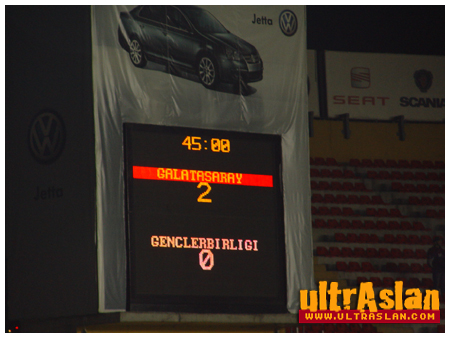 Jetta
SEAT
SCANIA
Jetta
45:00
GALATASARAY
2
GENCLERBIRLIGI
0
ultrAslan
WWW.ULTRASLAN.COM